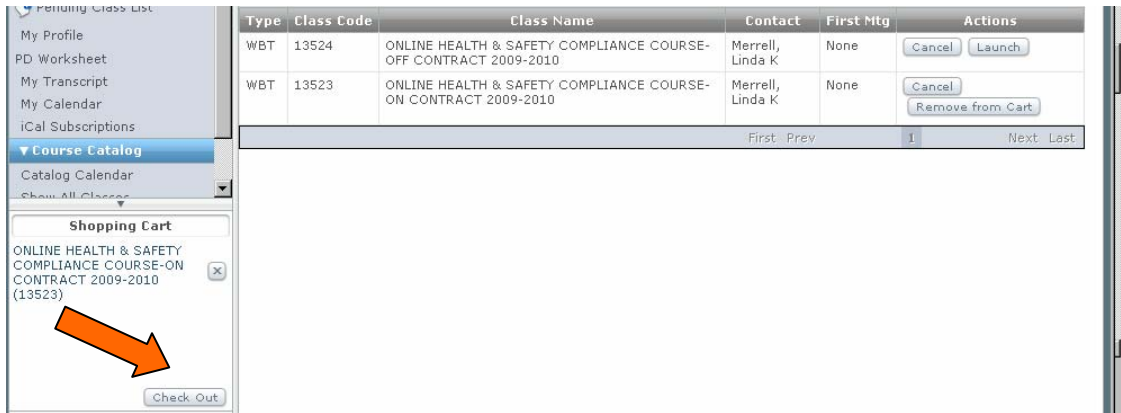 Pending Class List
My Profile
PD Worksheet
My Transcript
My Calendar
iCal Subscriptions
▼Course Catalog
Catalog Calendar
Show All Classes
Shopping Cart
ONLINE HEALTH & SAFETY
COMPLIANCE COURSE-ON
CONTRACT 2009-2010
(13523)
Check Out
Type Class Code Class Name Contact First Mtg Actions
WBT 13524 ONLINE HEALTH & SAFETY COMPLIANCE COURSE- Merrell, None Cancel Launch
OFF CONTRACT 2009-2010 Linda K
WBT 13523 ONLINE HEALTH & SAFETY COMPLIANCE COURSE- Merrell, None Cancel
ON CONTRACT 2009-2010 Linda K Remove from Cart
First Prev 1 Next Last